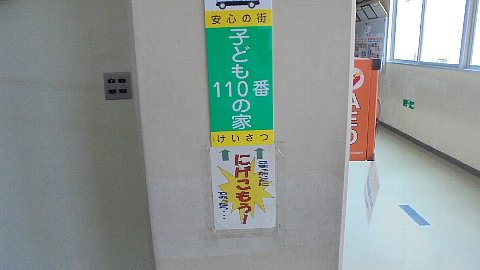 安心の街
子ども
110番
の家
けいさつ
にげこもう!
AED